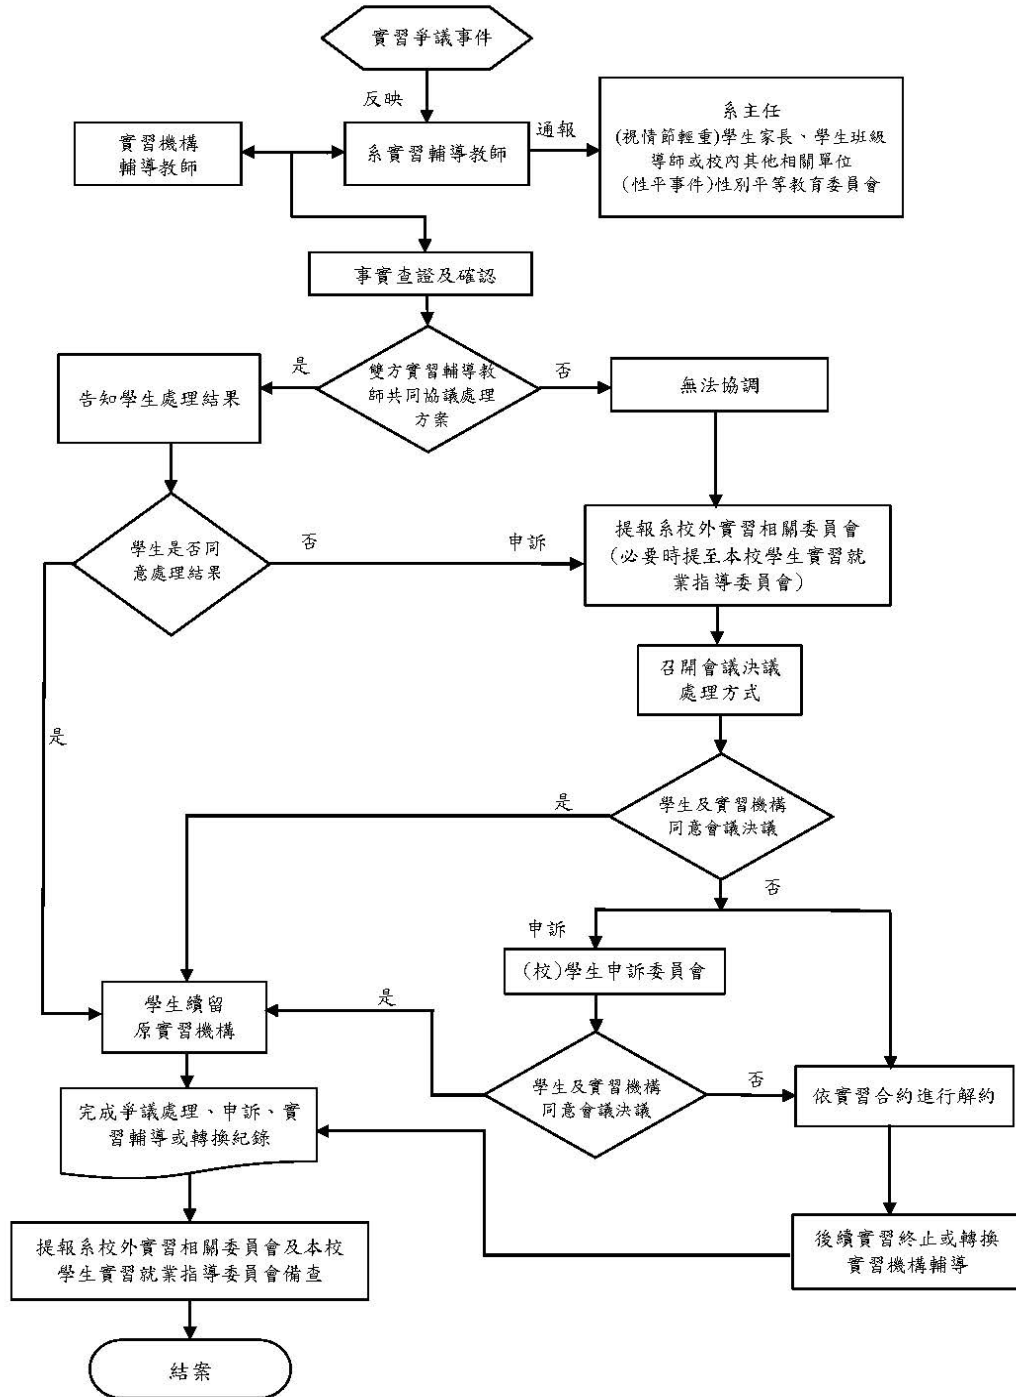 實習爭議事件
反映
實習機構
輔導教師
系實習輔導教師
通報
系主任
(視情節輕重)學生家長、學生班級
導師或校內其他相關單位
(性平事件)性別平等教育委員會
事實查證及確認
雙方實習輔導教
師共同協議處理
方案
是
否
告知學生處理結果
無法協調
學生是否同
意處理結果
否
申訴
提報系校外實習相關委員會
(必要時提至本校學生實習就
業指導委員會)
召開會議決議
處理方式
是
學生及實習機構
同意會議決議
是
否
申訴
(校)學生申訴委員會
學生續留
原實習機構
是
學生及實習機構
同意會議決議
否
依實習合約進行解約
完成爭議處理、申訴、實
習輔導或轉換紀錄
後續實習終止或轉換
實習機構輔導
提報系校外實習相關委員會及本校
學生實習就業指導委員會備查
結案